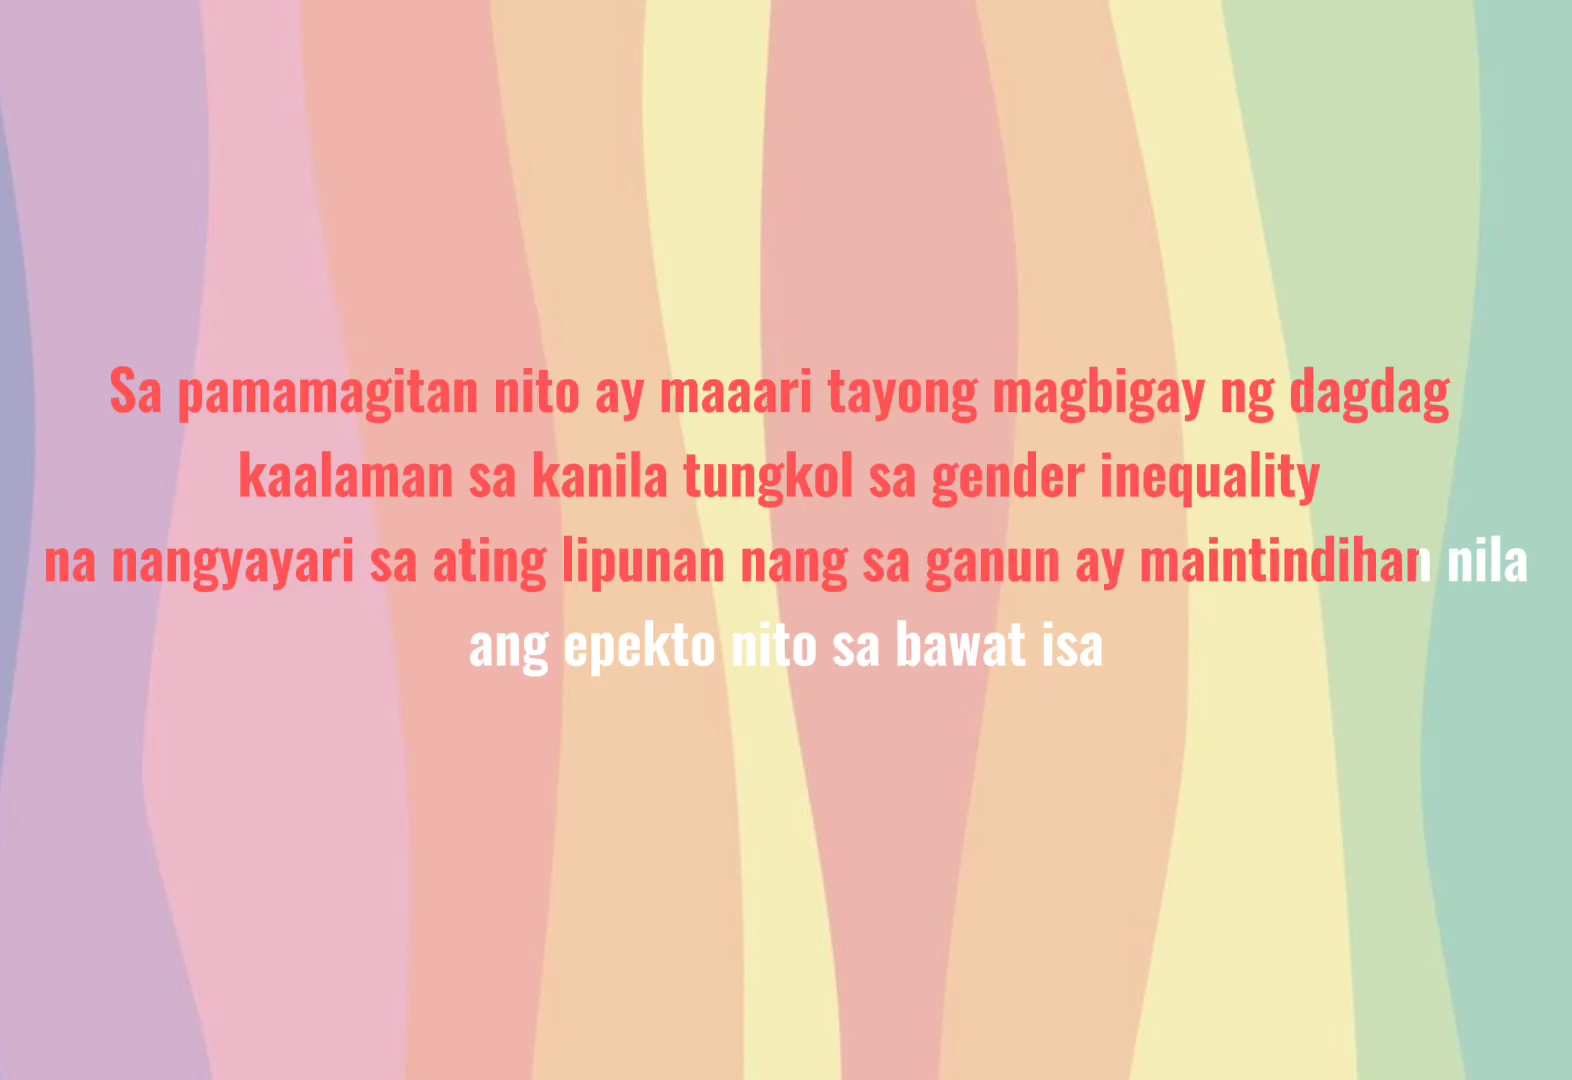 Sa pamamagitan nito ay maaari tayong magbigay ng dagdag
kaalaman sa kanila tungkol sa gender inequality
na nangyayari sa ating lipunan nang sa ganun ay maintindihan nila
ang epekto nito sa bawat isa